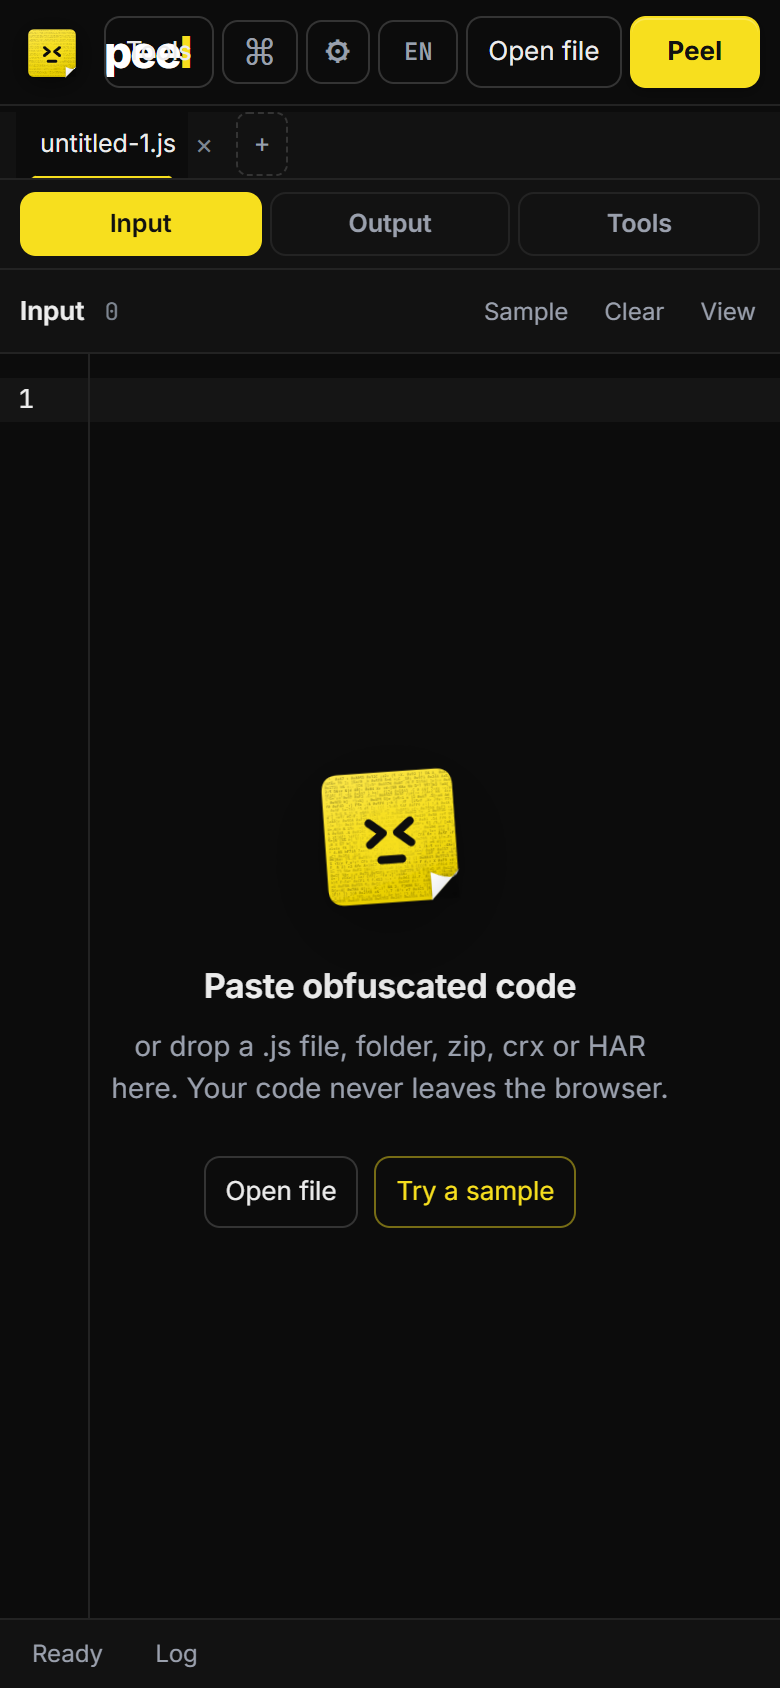 peel
Tools
⌘
EN
Open file
Peel
untitled-1.js ×
+
Input
Output
Tools
Input 0
Sample
Clear
View
1
Paste obfuscated code
or drop a .js file, folder, zip, crx or HAR
here. Your code never leaves the browser.
Open file
Try a sample
Ready
Log